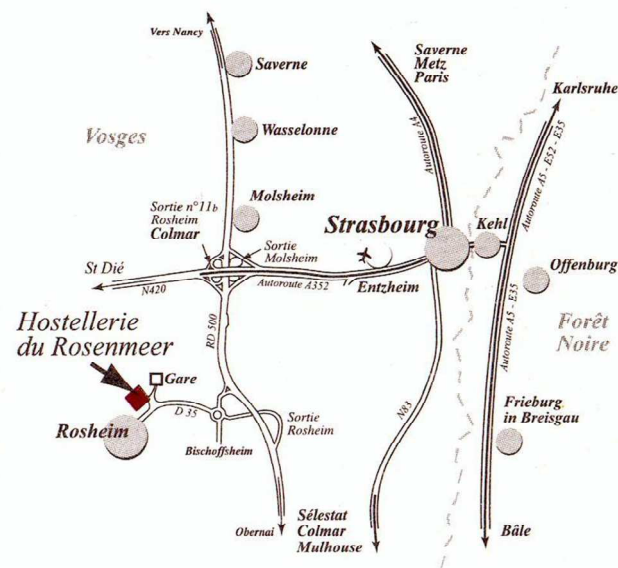 Vers Nancy
Saverne
Wasselonne
Vosges
Molsheim
Sortie n°11b
Rosheim
Colmar
Sortie
Molsheim
St Dié
N420
Autoroute A352
Entzheim
Strasbourg
Kehl
Saverne
Metz
Paris
Autoroute A4
Karlsruhe
Autoroute A5 - E52 - E35
Offenburg
Autoroute A5 - E35
Forêt
Noire
Hostellerie
du Rosenmeer
RD 500
Gare
D 35
Rosheim
Bischoffsheim
Sortie
Rosheim
N83
Frieburg
in Breisgau
Obernai
Sélestat
Colmar
Mulhouse
Bâle